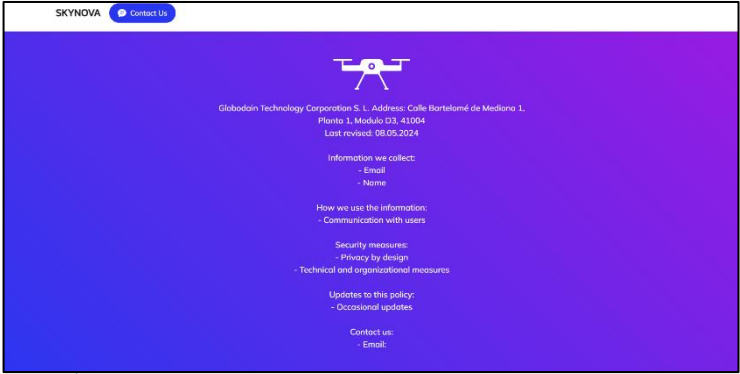 SKYNOVA
Contact Us
Globodain Technology Corporation S. L. Address: Calle Bartelomé de Mediona 1,
Planta 1, Modulo D3, 41004
Last revised: 08.05.2024
Information we collect:
- Email
- Name
How we use the information:
- Communication with users
Security measures:
- Privacy by design
- Technical and organizational measures
Updates to this policy:
- Occasional updates
Contact us:
- Email: